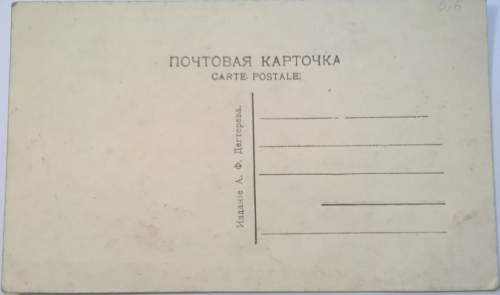 ПОЧТОВАЯ КАРТОЧКА
CARTE POSTALE
Изданіе А. Ф. Дегтерева.